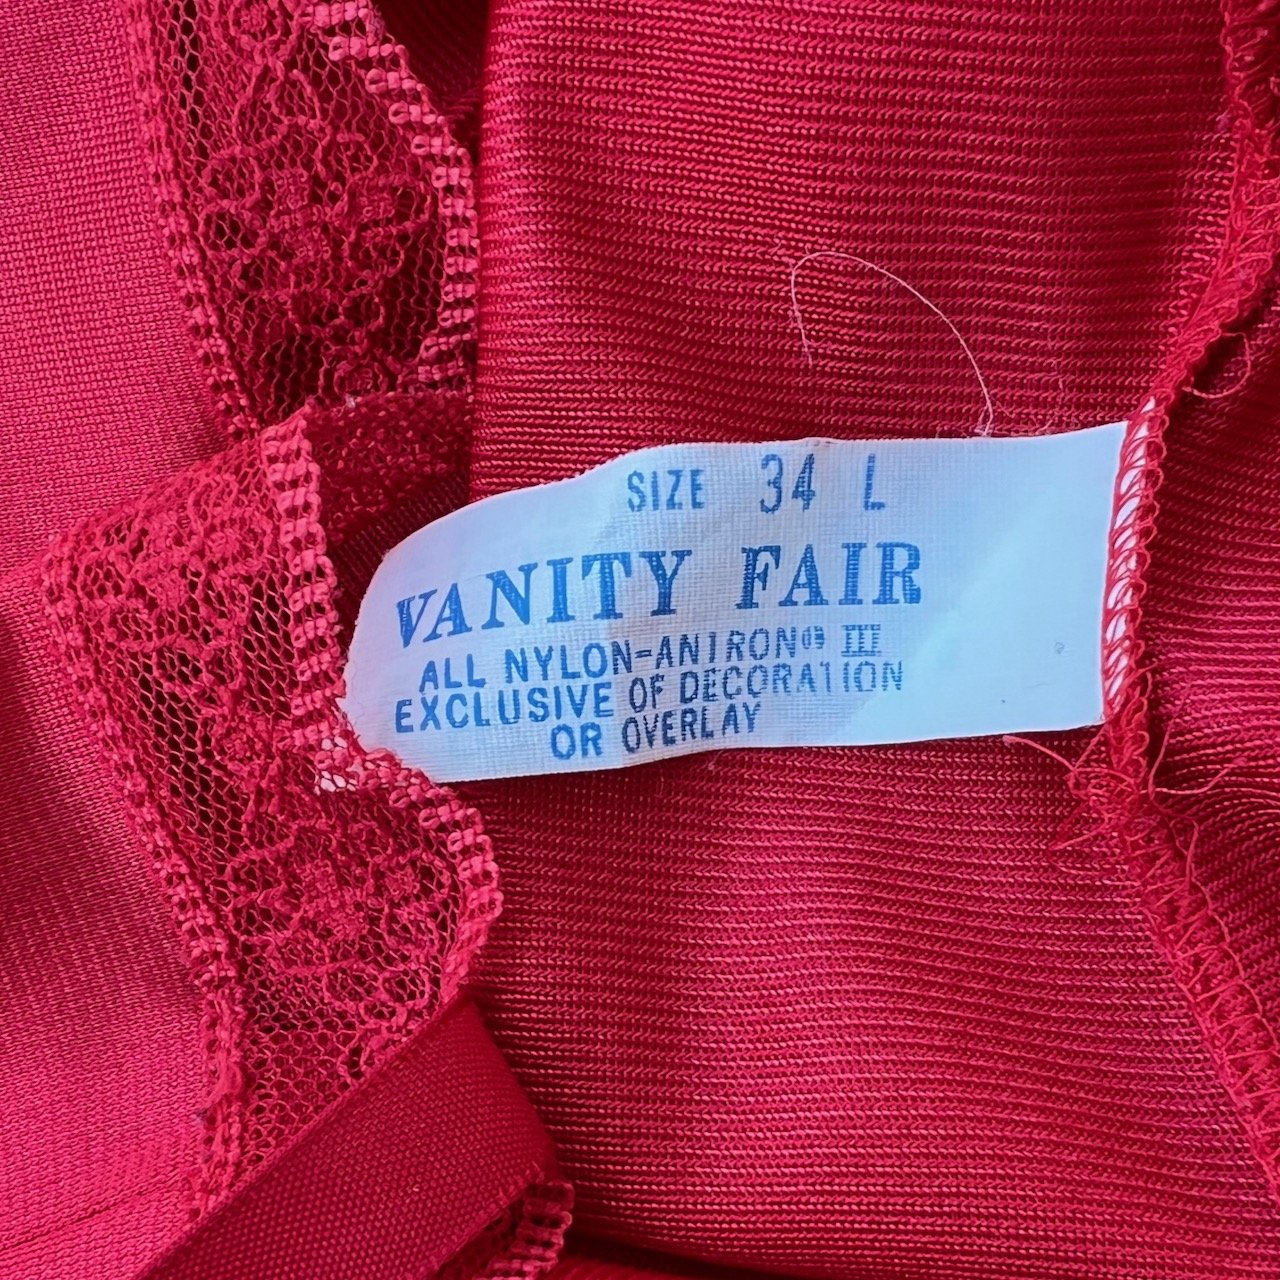 SIZE 34 L
VANITY FAIR
ALL NYLON-ANTRON® III
EXCLUSIVE OF DECORATION
OR OVERLAY